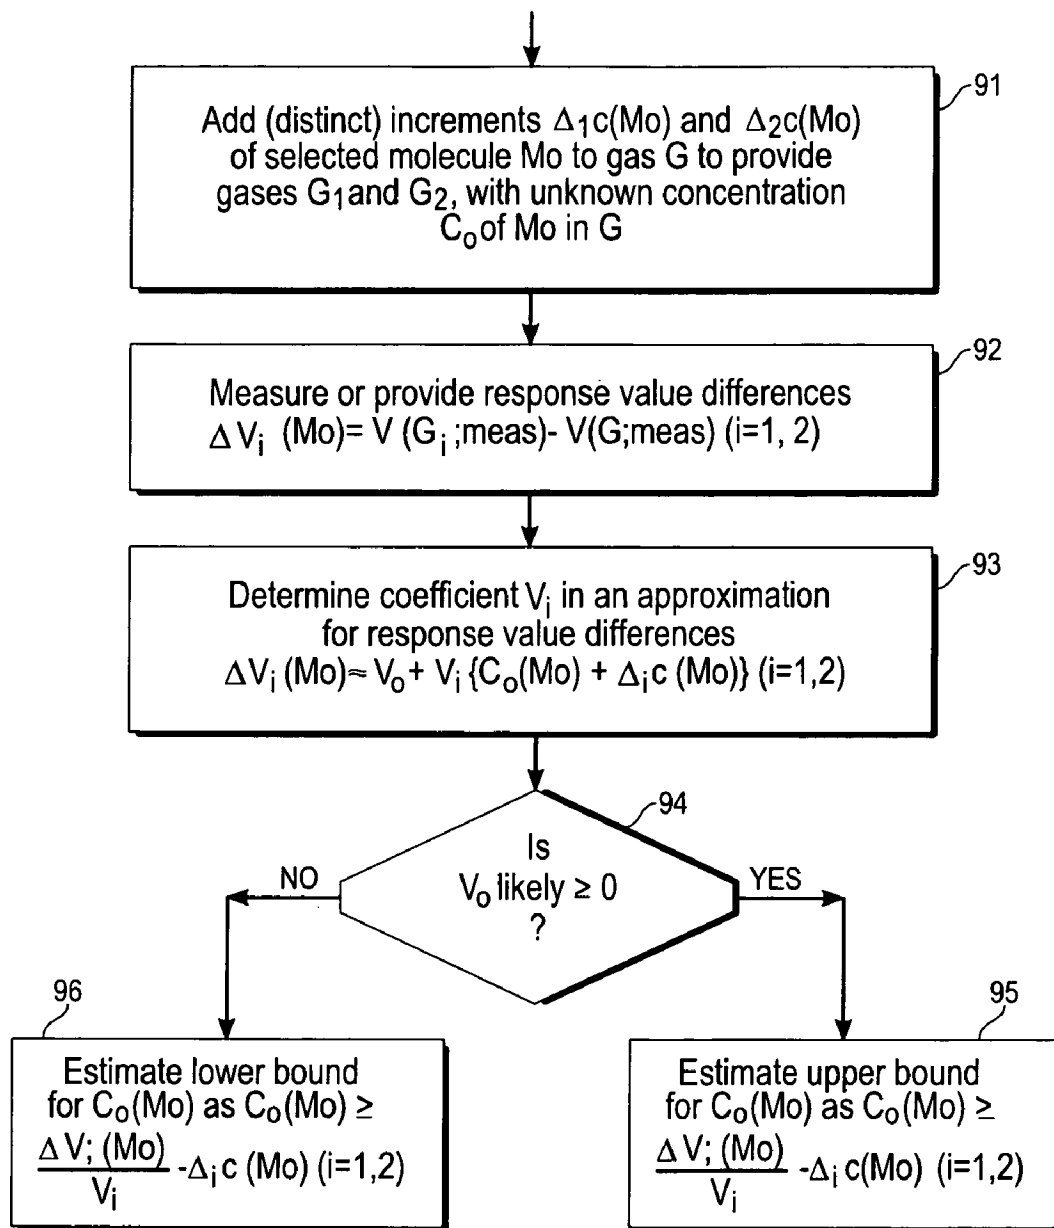 91
Add (distinct) increments Δ1c(Mo) and Δ2c(Mo)
of selected molecule Mo to gas G to provide
gases G1 and G2, with unknown concentration
Co of Mo in G
92
Measure or provide response value differences
ΔVi (Mo)= V (Gi ;meas)- V(G;meas) (i=1, 2)
93
Determine coefficient Vi in an approximation
for response value differences
ΔVi (Mo)≈ Vo + Vi {Co(Mo) + Δic (Mo)} (i=1,2)
94
Is
Vo likely ≥ 0
?
NO
YES
96
Estimate lower bound
for Co(Mo) as Co(Mo) ≥
ΔV; (Mo)
-Δi c (Mo) (i=1,2)
Vi
95
Estimate upper bound
for Co(Mo) as Co(Mo) ≥
ΔV; (Mo)
-Δi c(Mo) (i=1,2)
Vi